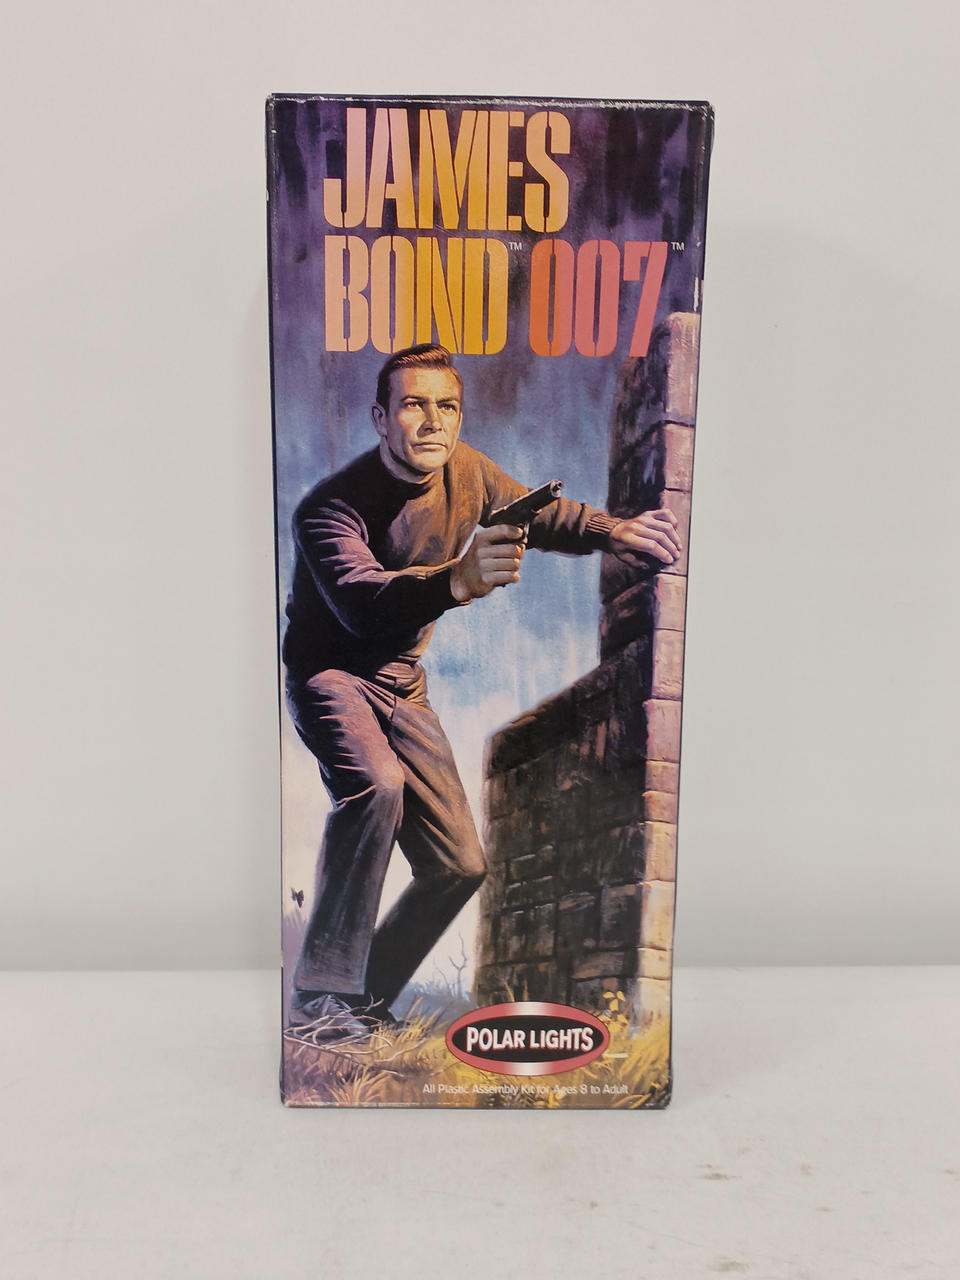 JAMES
BOND™ 007™
POLAR LIGHTS
All Plastic Assembly Kit for Ages 8 to Adult